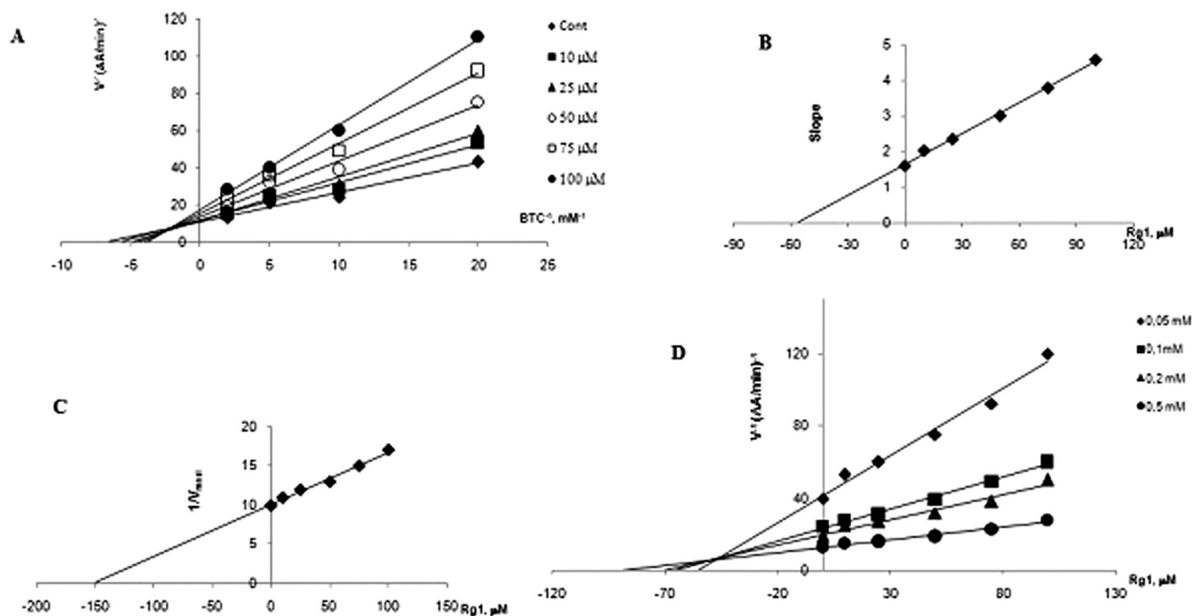 A
V⁻(ΔA/min)⁻
120
100
80
60
40
20
0
-10 -5 0 5 10 15 20 25
BTC⁻¹, mM⁻¹
Cont
10 µM
25 µM
50 µM
75 µM
100 µM
B
Slope
5
4
3
2
1
0
-90 -60 -30 0 30 60 90 120
Rg1, µM
C
20
15
10
5
0
-200 -150 -100 -50 0 50 100 150
Rg1, µM
D
V⁻¹ (ΔA/min)⁻¹
120
80
40
0
-120 -70 -20 30 80 130
Rg1, µM
0,05 mM
0,1mM
0,2 mM
0,5 mM